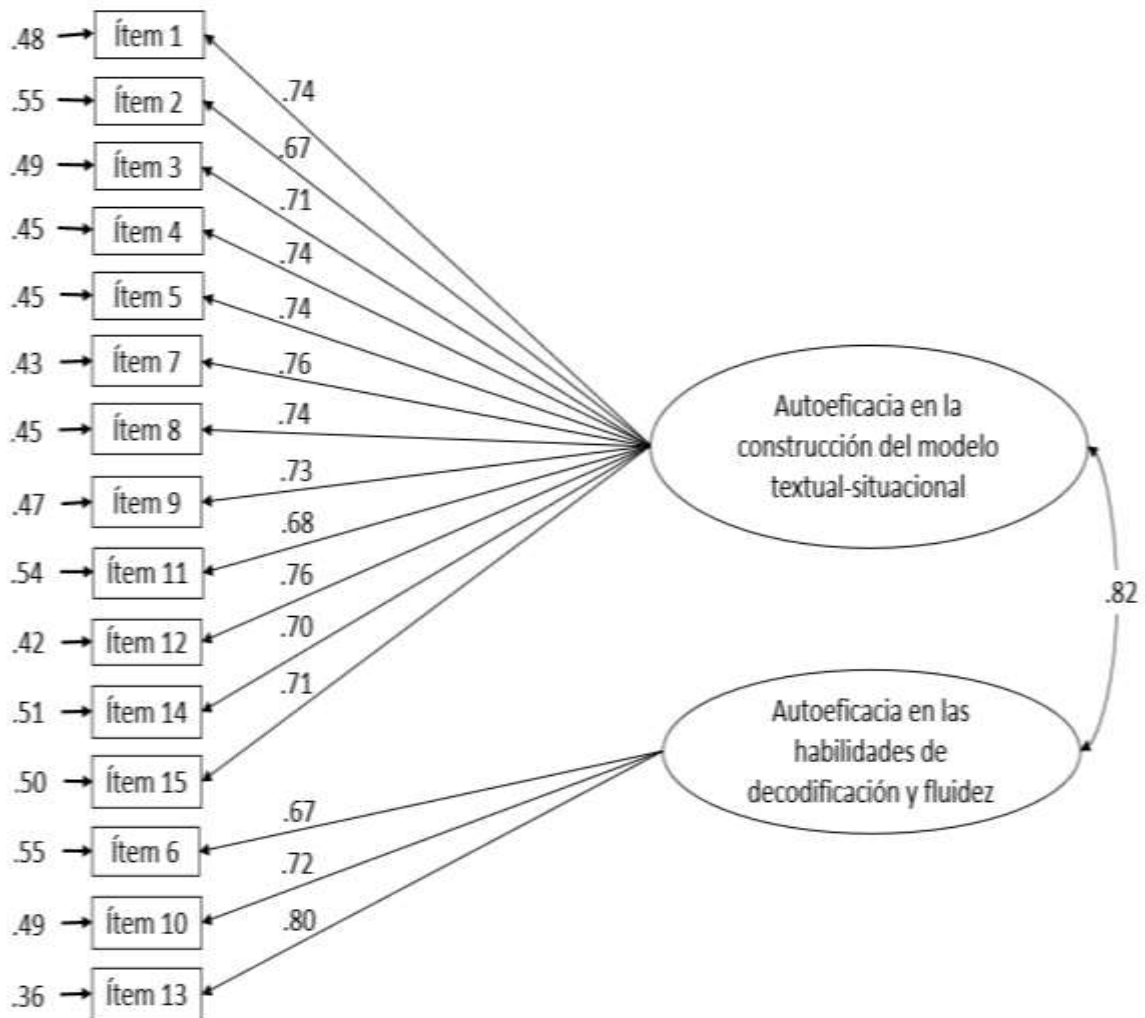 .48 Ítem 1 .74
.55 Ítem 2 .67
.49 Ítem 3 .71
.45 Ítem 4 .74
.45 Ítem 5 .74
.43 Ítem 7 .76
.45 Ítem 8 .74
.47 Ítem 9 .73
.54 Ítem 11 .68
.42 Ítem 12 .76
.51 Ítem 14 .70
.50 Ítem 15 .71
.55 Ítem 6 .67
.49 Ítem 10 .72
.36 Ítem 13 .80
Autoeficacia en la
construcción del modelo
textual-situacional
.82
Autoeficacia en las
habilidades de
decodificación y fluidez